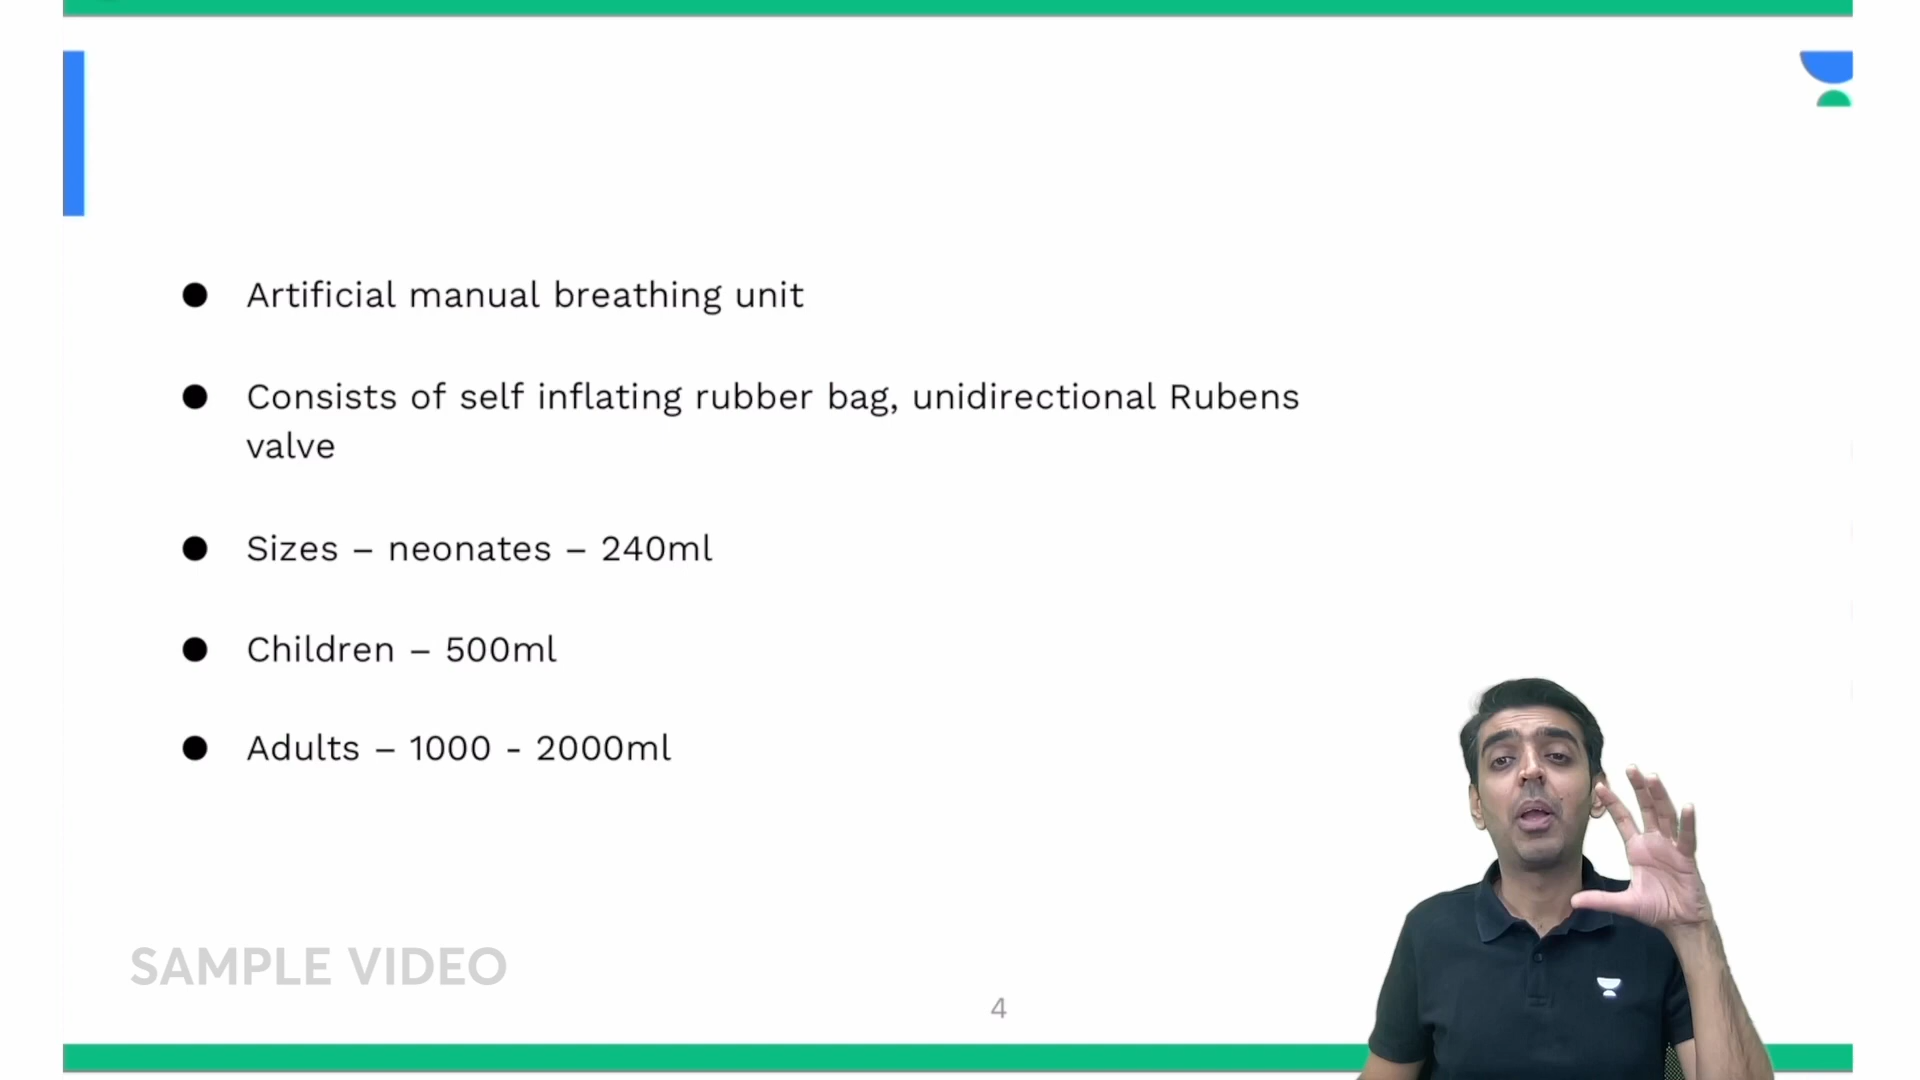 Artificial manual breathing unit
Consists of self inflating rubber bag, unidirectional Rubens
valve
Sizes – neonates – 240ml
Children – 500ml
Adults – 1000 - 2000ml
SAMPLE VIDEO
4